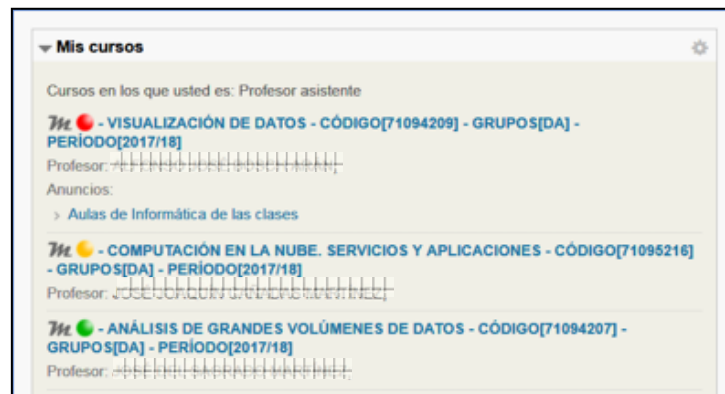 Mis cursos
Cursos en los que usted es: Profesor asistente
- VISUALIZACIÓN DE DATOS - CÓDIGO[71094209] - GRUPOS[DA] -
PERÍODO[2017/18]
Profesor:
Anuncios:
Aulas de Informática de las clases
- COMPUTACIÓN EN LA NUBE. SERVICIOS Y APLICACIONES - CÓDIGO[71095216]
- GRUPOS[DA] - PERÍODO[2017/18]
Profesor:
- ANÁLISIS DE GRANDES VOLÚMENES DE DATOS - CÓDIGO[71094207] -
GRUPOS[DA] - PERÍODO[2017/18]
Profesor: